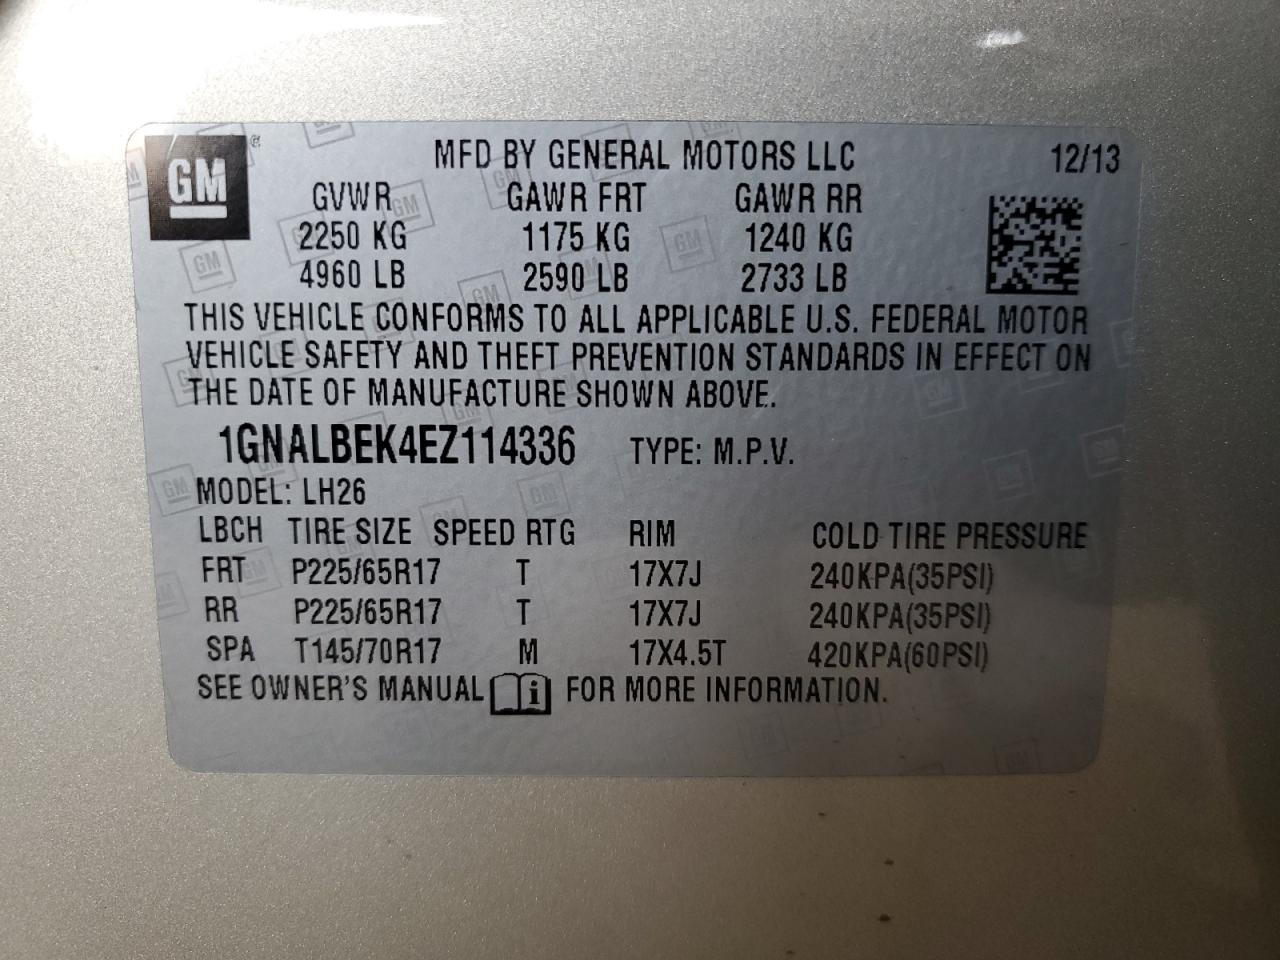 GM
MFD BY GENERAL MOTORS LLC 12/13
GVWR GAWR FRT GAWR RR
2250 KG 1175 KG 1240 KG
4960 LB 2590 LB 2733 LB
THIS VEHICLE CONFORMS TO ALL APPLICABLE U.S. FEDERAL MOTOR
VEHICLE SAFETY AND THEFT PREVENTION STANDARDS IN EFFECT ON
THE DATE OF MANUFACTURE SHOWN ABOVE.
1GNALBEK4EZ114336 TYPE: M.P.V.
MODEL: LH26
LBCH TIRE SIZE SPEED RTG RIM COLD TIRE PRESSURE
FRT P225/65R17 T 17X7J 240KPA(35PSI)
RR P225/65R17 T 17X7J 240KPA(35PSI)
SPA T145/70R17 M 17X4.5T 420KPA(60PSI)
SEE OWNER'S MANUAL i FOR MORE INFORMATION.